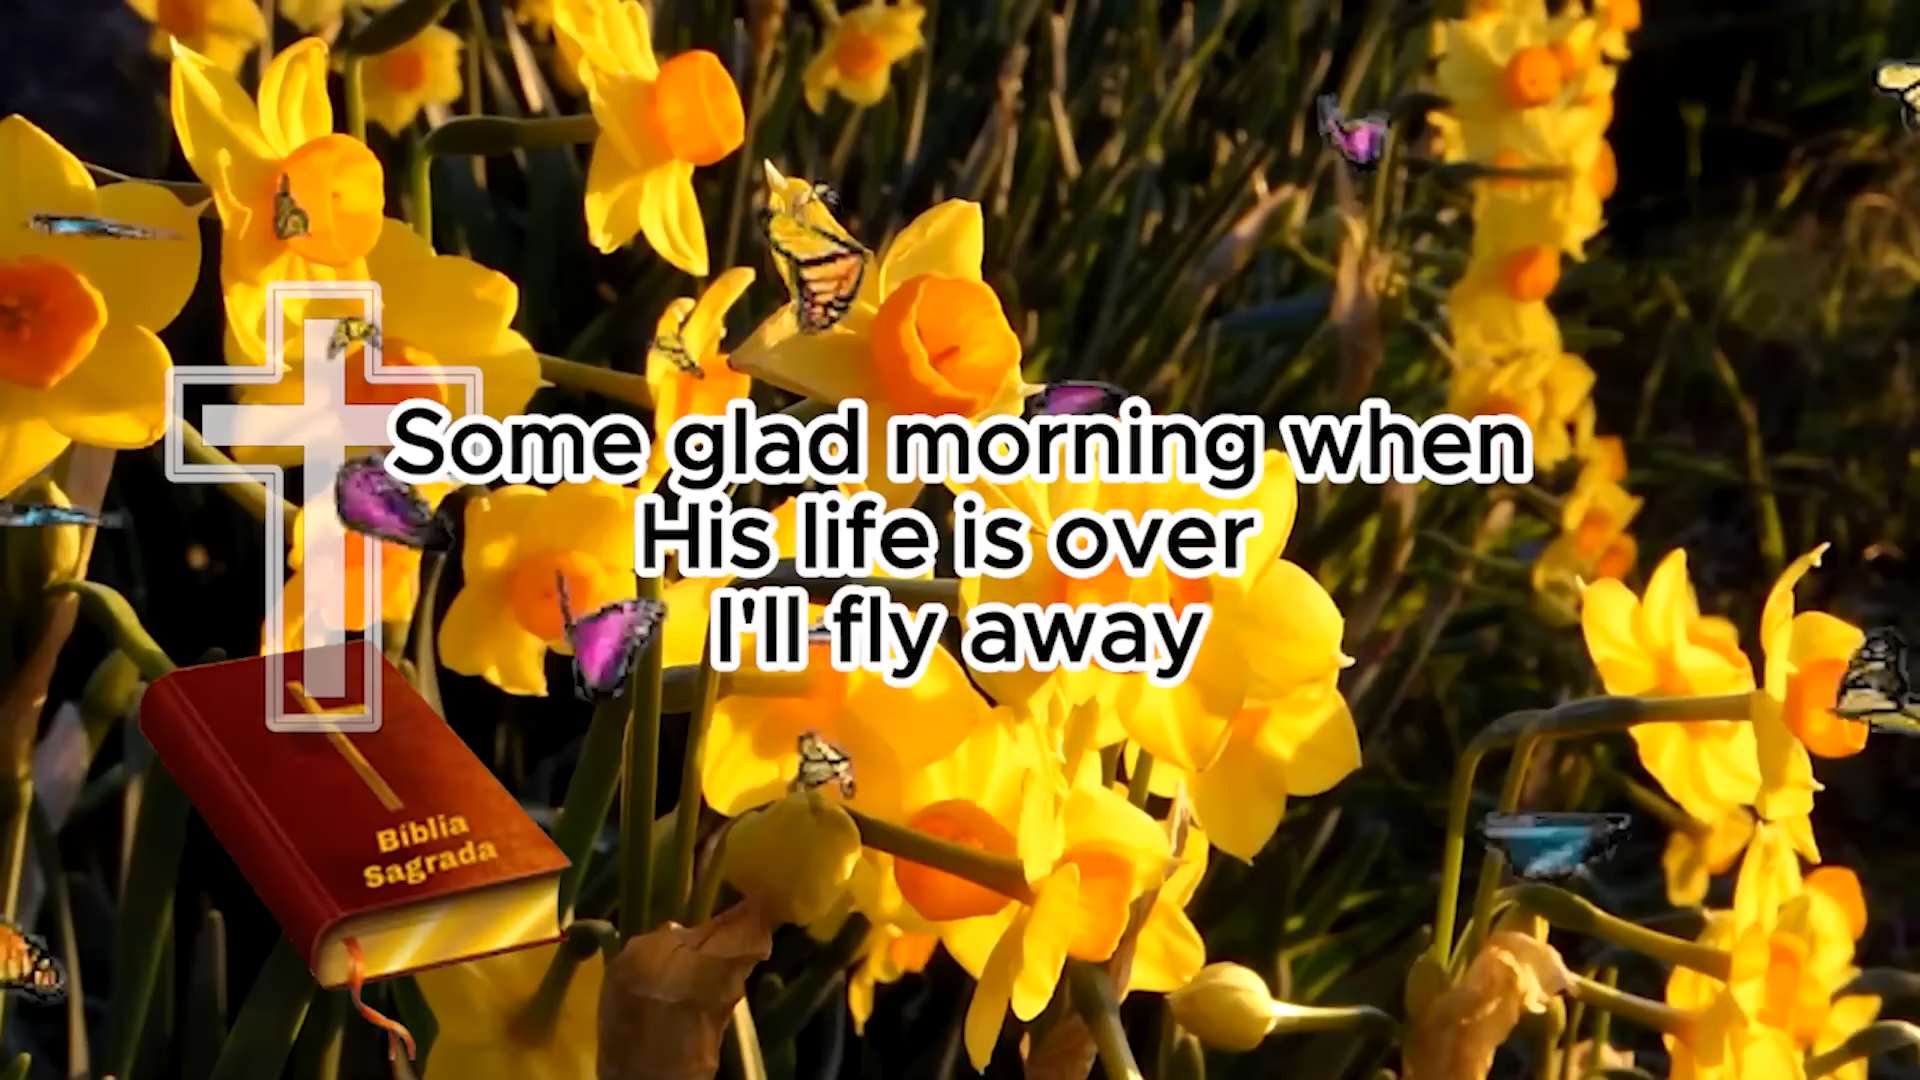 Some glad morning when
His life is over
I'll fly away
Bíblia
Sagrada